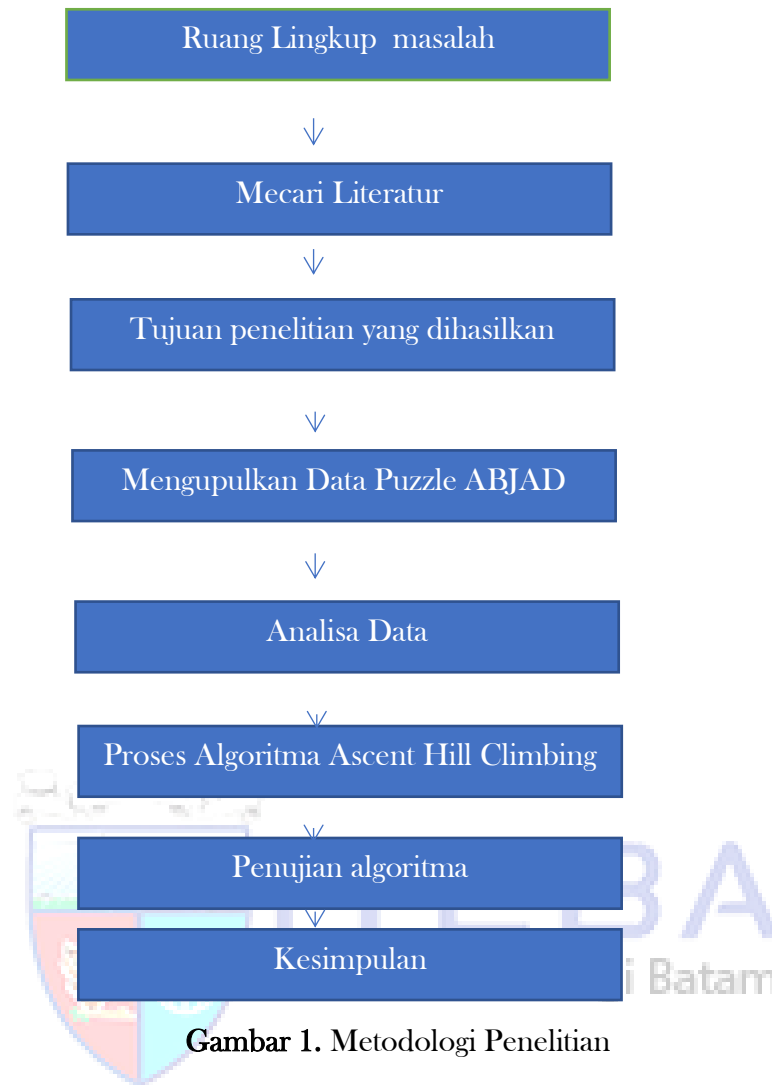 Ruang Lingkup masalah
Mecari Literatur
Tujuan penelitian yang dihasilkan
Mengupulkan Data Puzzle ABJAD
Analisa Data
Proses Algoritma Ascent Hill Climbing
Penujian algoritma
Kesimpulan
i Batam
Gambar 1. Metodologi Penelitian